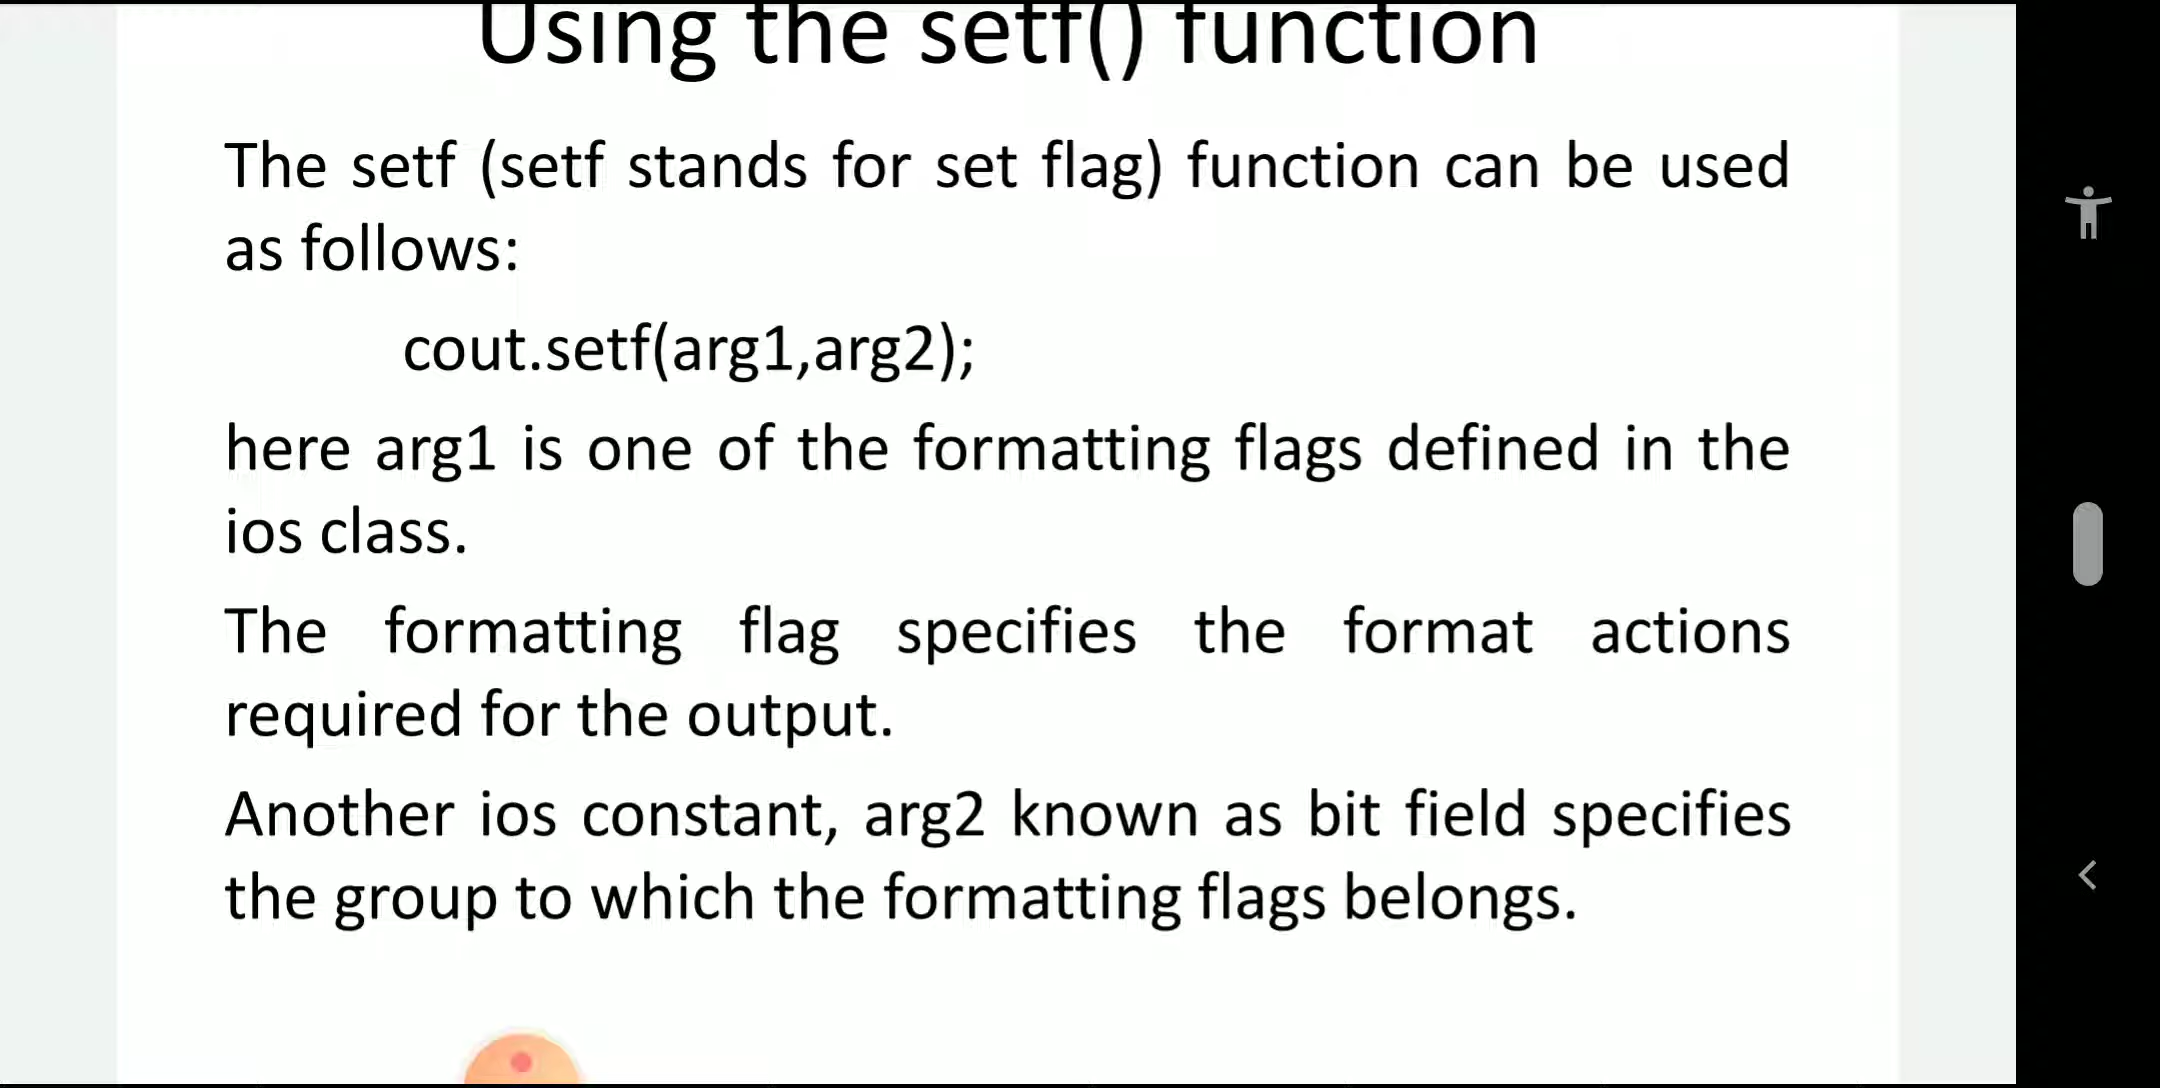 Using the setf() function
The setf (setf stands for set flag) function can be used
as follows:
cout.setf(arg1,arg2);
here arg1 is one of the formatting flags defined in the
ios class.
The formatting flag specifies the format actions
required for the output.
Another ios constant, arg2 known as bit field specifies
the group to which the formatting flags belongs.